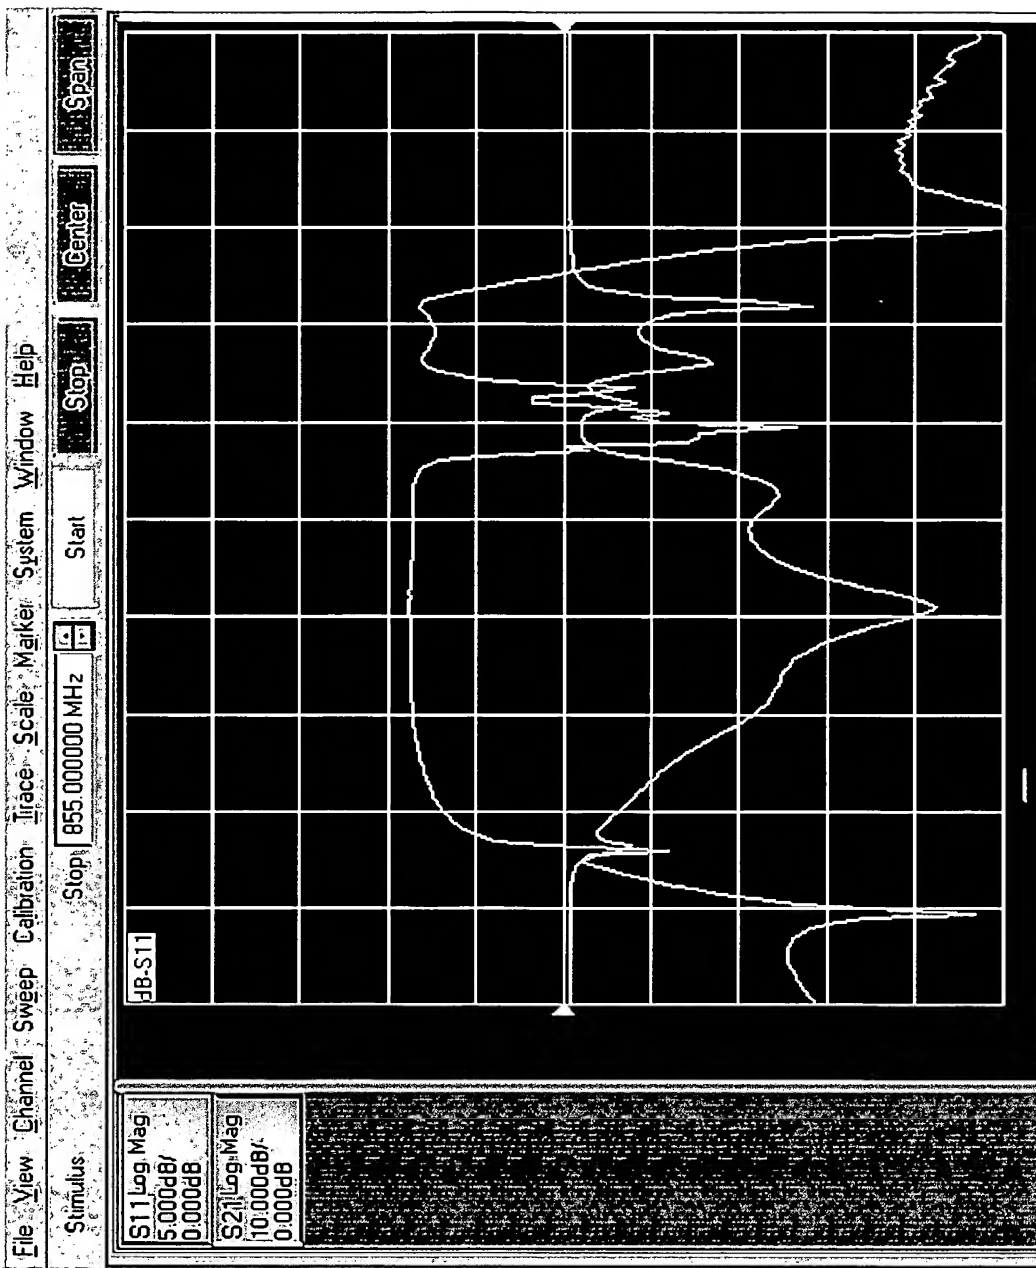 File View Channel Sweep Calibration Trace Scale Marker System Window Help
Stimulus Stop 855.000000 MHz Start Stop Center Span
S11 Log Mag
5.000dB/
0.000dB
S21 Log Mag
10.000dB/
0.000dB
dB-S11